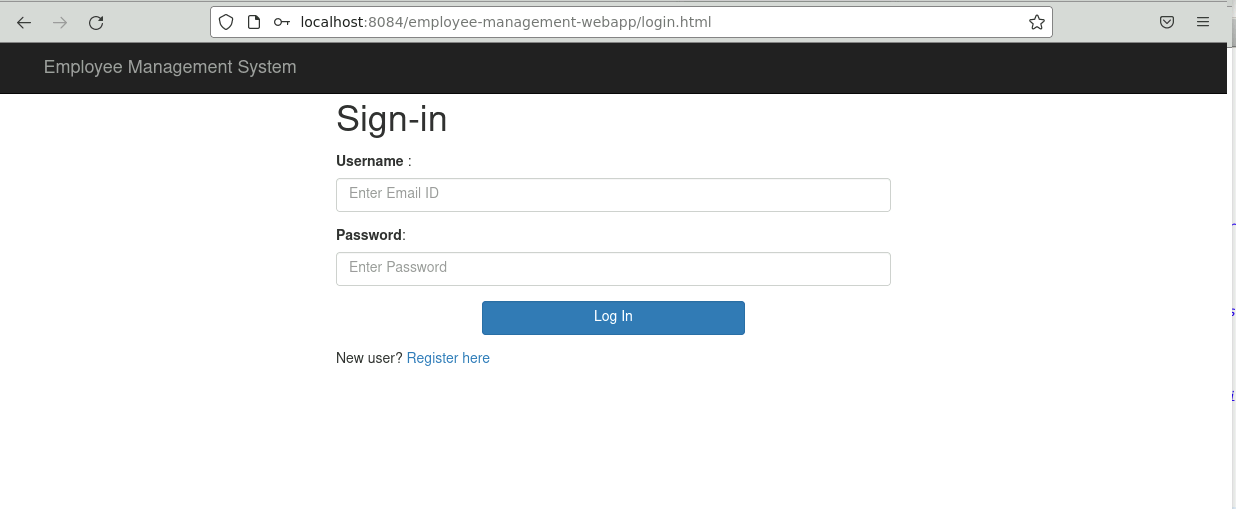 localhost:8084/employee-management-webapp/login.html
Employee Management System
Sign-in
Username :
Enter Email ID
Password:
Enter Password
Log In
New user? Register here